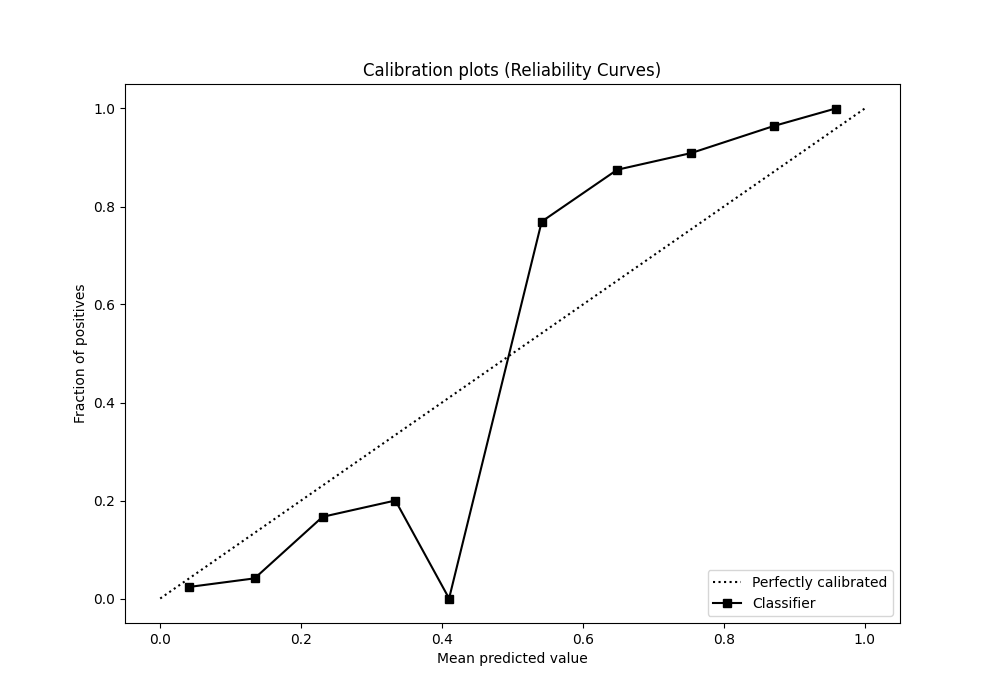 Calibration plots (Reliability Curves)
1.0
0.8
0.6
0.4
0.2
0.0
Fraction of positives
0.0 0.2 0.4 0.6 0.8 1.0
Mean predicted value
Perfectly calibrated
Classifier